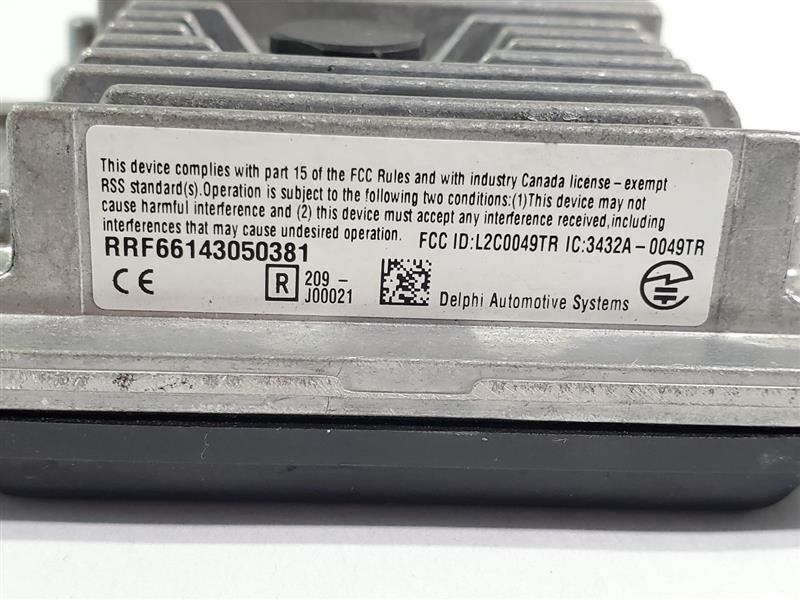 This device complies with part 15 of the FCC Rules and with industry Canada license-exempt
RSS standard(s).Operation is subject to the following two conditions:(1)This device may not
cause harmful interference and (2) this device must accept any interference received,including
interferences that may cause undesired operation. FCC ID:L2C0049TR IC:3432A-0049TR
RRF66143050381
CE R 209-
J00021 Delphi Automotive Systems